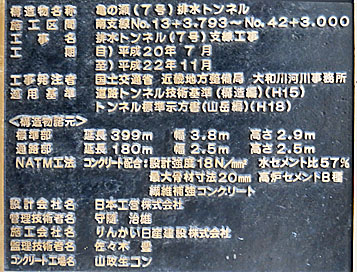 構造物名称 亀の瀬(7号)排水トンネル
施工区間 南支線No.13+3.793～No.42+3.000
工事名 排水トンネル(7号)支線工事
工期 自)平成20年7月
至)平成22年11月
工事発注者 国土交通省 近畿地方整備局 大和川河川事務所
適用基準 道路トンネル技術基準(構造編)(H15)
トンネル標準示方書(山岳編)(H18)
<構造物諸元>
標準部 延長399m 幅3.8m 高さ2.9m
通路部 延長180m 幅2.5m 高さ2.5m
NATM工法 コンクリート配合:設計強度18N/mm² 水セメント比57%
最大骨材寸法20mm 高炉セメントB種
繊維補強コンクリート
設計会社名 日本工営株式会社
管理技術者名 守隨 治雄
施工会社名 りんかい日産建設株式会社
監理技術者名 佐々木 豊
コンクリート工場名 山政生コン